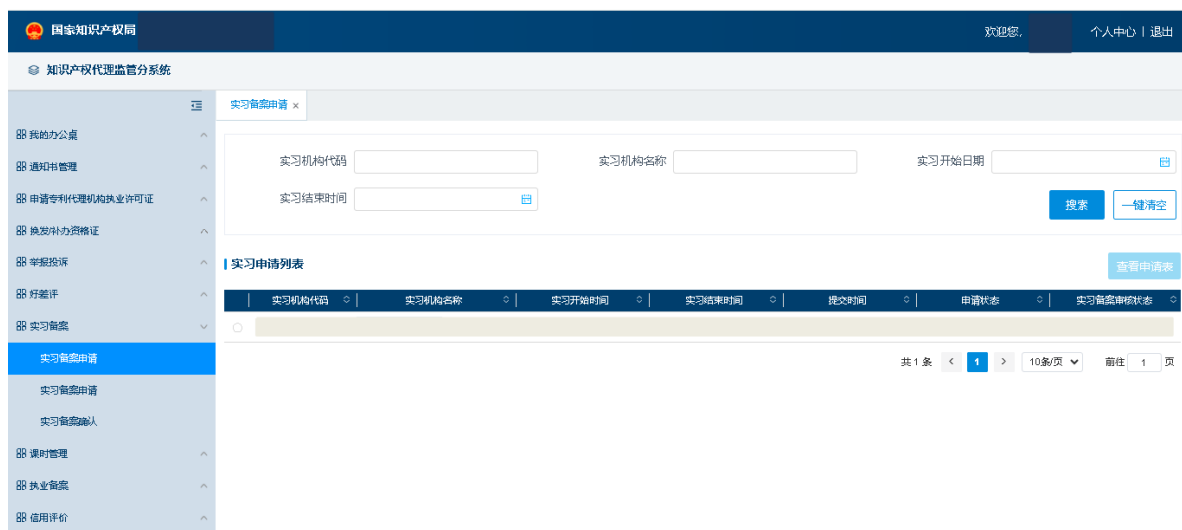 国家知识产权局
欢迎您,
个人中心 | 退出
知识产权代理监管分系统
实习备案申请 ×
我的办公桌
通知书管理
申请专利代理机构执业许可证
换发/补办资格证
举报投诉
好差评
实习备案
实习备案申请
实习备案申请
实习备案确认
课时管理
执业备案
信用评价
实习机构代码
实习机构名称
实习开始日期
实习结束时间
搜索
一键清空
实习申请列表
查看申请表
实习机构代码 实习机构名称 实习开始时间 实习结束时间 提交时间 申请状态 实习备案审核状态
共 1 条 < 1 > 10条/页 前往 1 页